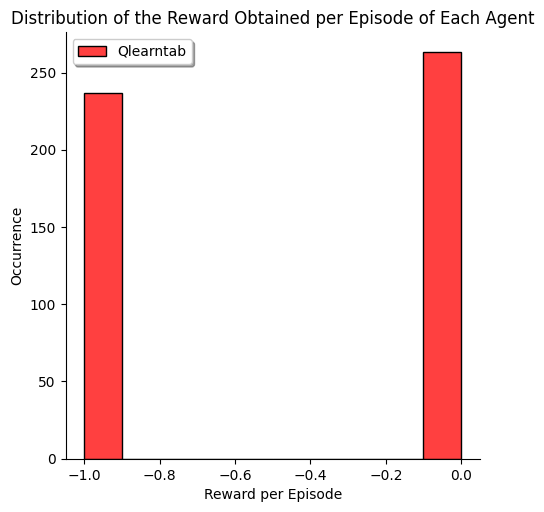 Distribution of the Reward Obtained per Episode of Each Agent
Qlearntab
250
200
150
100
50
0
Occurrence
−1.0 −0.8 −0.6 −0.4 −0.2 0.0
Reward per Episode